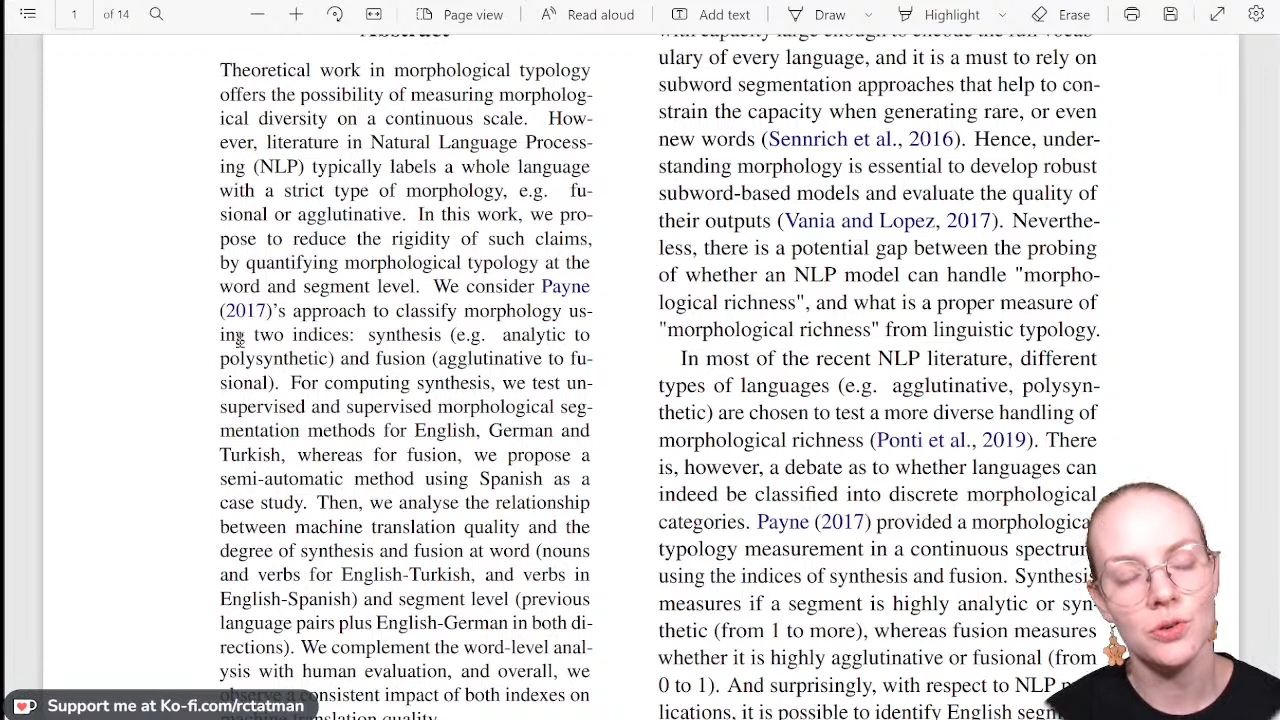 1 of 14 Page view Read aloud Add text Draw Highlight Erase
Abstract
Theoretical work in morphological typology
offers the possibility of measuring morpholog-
ical diversity on a continuous scale. How-
ever, literature in Natural Language Process-
ing (NLP) typically labels a whole language
with a strict type of morphology, e.g. fu-
sional or agglutinative. In this work, we pro-
pose to reduce the rigidity of such claims,
by quantifying morphological typology at the
word and segment level. We consider Payne
(2017)'s approach to classify morphology us-
ing two indices: synthesis (e.g. analytic to
polysynthetic) and fusion (agglutinative to fu-
sional). For computing synthesis, we test un-
supervised and supervised morphological seg-
mentation methods for English, German and
Turkish, whereas for fusion, we propose a
semi-automatic method using Spanish as a
case study. Then, we analyse the relationship
between machine translation quality and the
degree of synthesis and fusion at word (nouns
and verbs for English-Turkish, and verbs in
English-Spanish) and segment level (previous
language pairs plus English-German in both di-
rections). We complement the word-level anal-
ysis with human evaluation, and overall, we
observe a consistent impact of both indexes on
machine translation quality.
with capacity large enough to encode the full vocab-
ulary of every language, and it is a must to rely on
subword segmentation approaches that help to con-
strain the capacity when generating rare, or even
new words (Sennrich et al., 2016). Hence, under-
standing morphology is essential to develop robust
subword-based models and evaluate the quality of
their outputs (Vania and Lopez, 2017). Neverthe-
less, there is a potential gap between the probing
of whether an NLP model can handle "morpho-
logical richness", and what is a proper measure of
"morphological richness" from linguistic typology.
In most of the recent NLP literature, different
types of languages (e.g. agglutinative, polysyn-
thetic) are chosen to test a more diverse handling of
morphological richness (Ponti et al., 2019). There
is, however, a debate as to whether languages can
indeed be classified into discrete morphological
categories. Payne (2017) provided a morphologica
typology measurement in a continuous spectrum
using the indices of synthesis and fusion. Synthesis
measures if a segment is highly analytic or syn-
thetic (from 1 to more), whereas fusion measures
whether it is highly agglutinative or fusional (from
0 to 1). And surprisingly, with respect to NLP
lications, it is possible to identify English
Support me at Ko-fi.com/rctatman